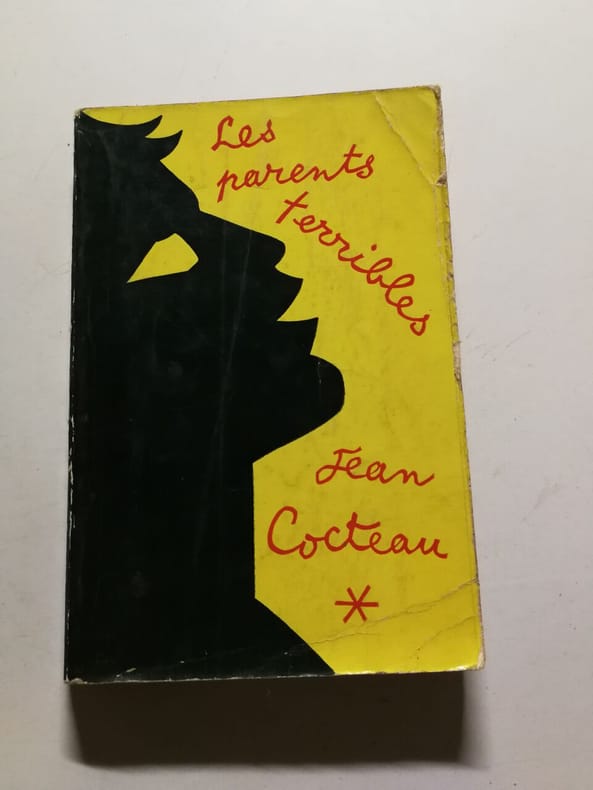 Les
parents
terribles
Jean
Cocteau
*